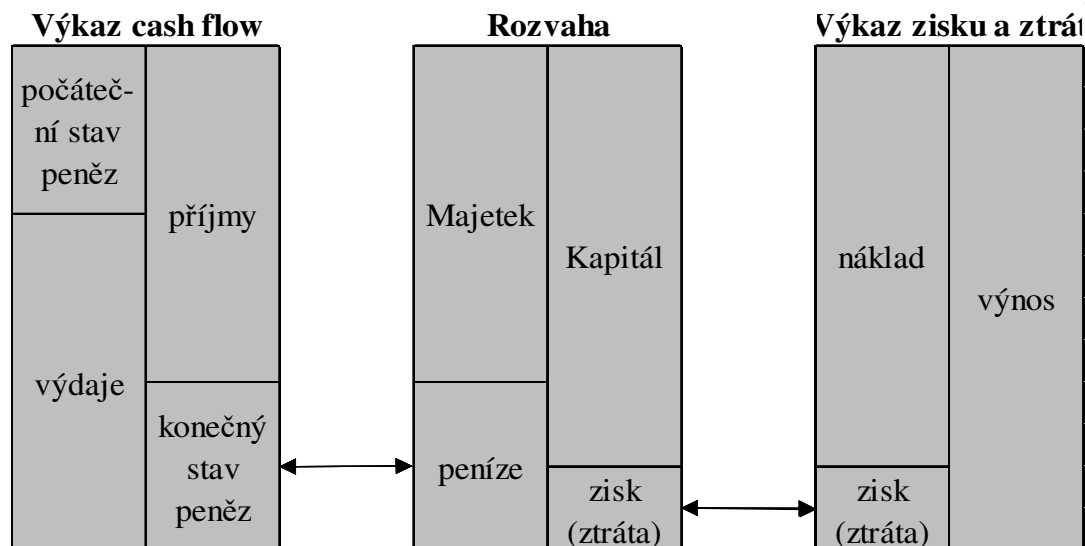 Výkaz cash flow
počáteč-
ní stav
peněz
výdaje
příjmy
konečný
stav
peněz
Rozvaha
Majetek
peníze
Kapitál
zisk
(ztráta)
Výkaz zisku a ztrát
náklad
zisk
(ztráta)
výnos